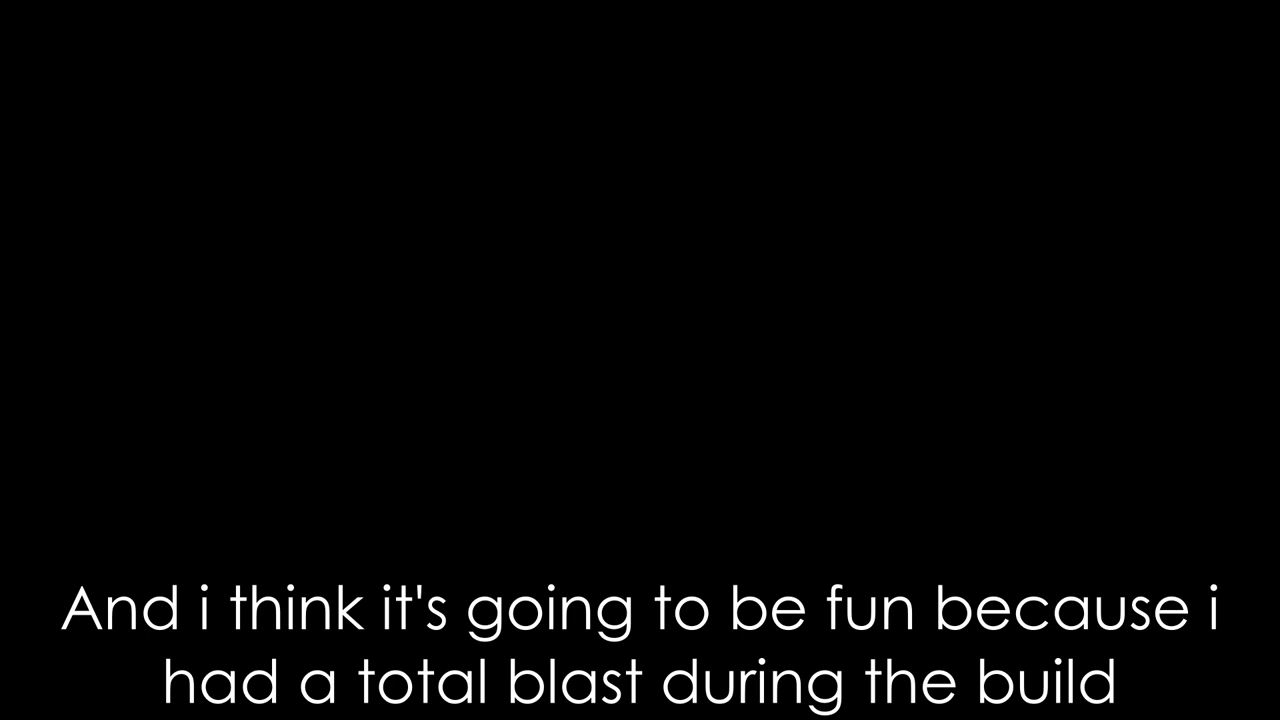 And i think it's going to be fun because i
had a total blast during the build